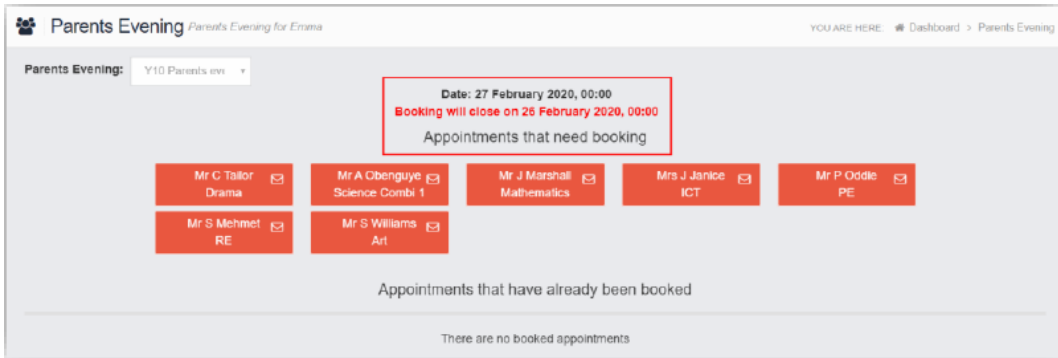 Parents Evening Parents Evening for Emma
YOU ARE HERE: Dashboard > Parents Evening
Parents Evening: Y10 Parents eve
Date: 27 February 2020, 00:00
Booking will close on 26 February 2020, 00:00
Appointments that need booking
Mr C Tailor
Drama
Mr A Obenguye
Science Combi 1
Mr J Marshall
Mathematics
Mrs J Janice
ICT
Mr P Oddie
PE
Mr S Mehmet
RE
Mr S Williams
Art
Appointments that have already been booked
There are no booked appointments